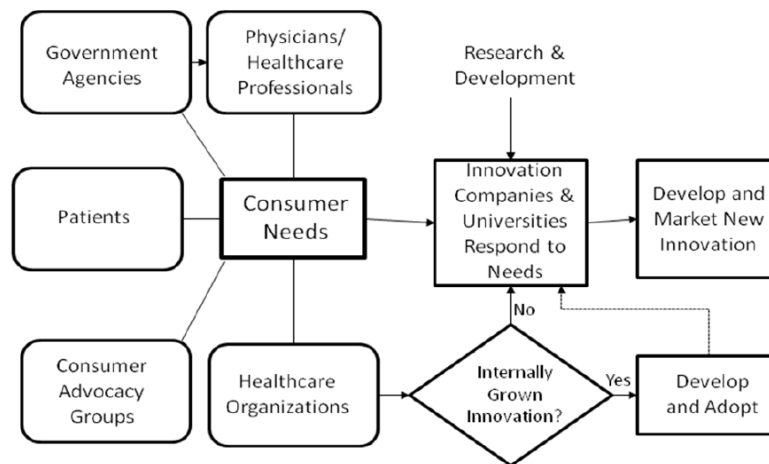 Government
Agencies
Physicians/
Healthcare
Professionals
Research &
Development
Patients
Consumer
Needs
Innovation
Companies &
Universities
Respond to
Needs
Develop and
Market New
Innovation
Consumer
Advocacy
Groups
Healthcare
Organizations
No
Internally
Grown
Innovation?
Yes
Develop
and Adopt